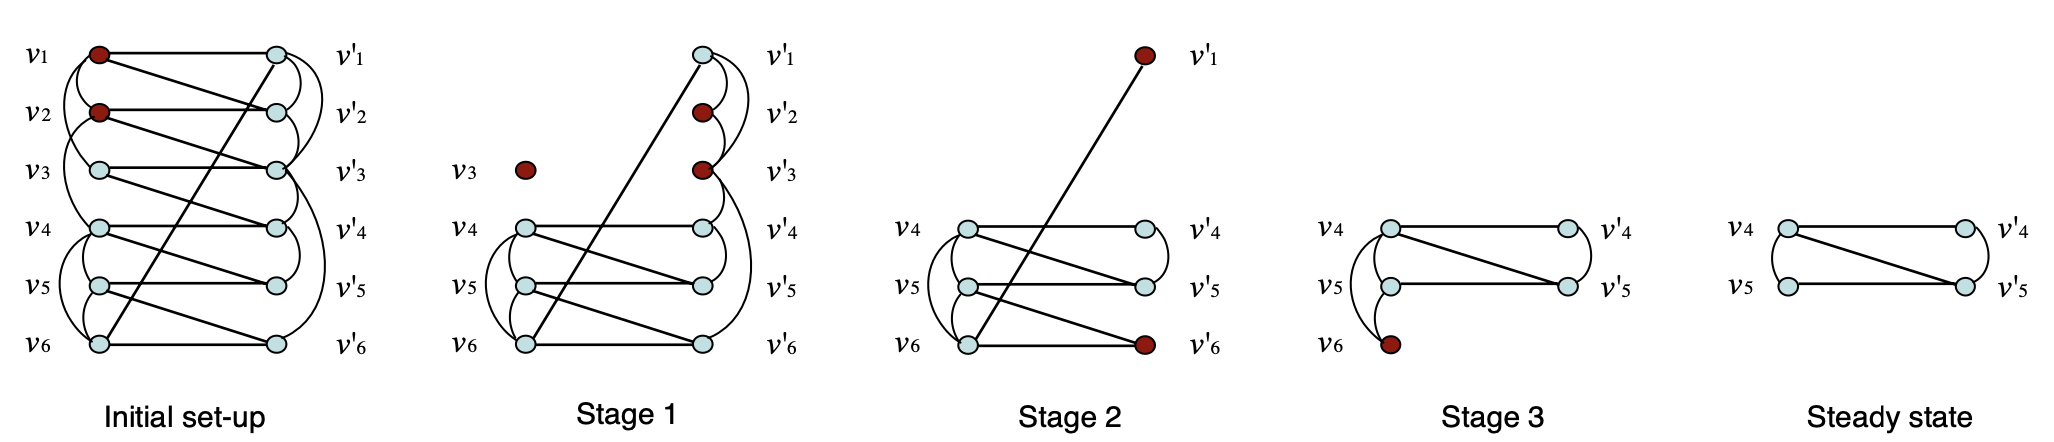 v1 v'1 v'1 v'1
v2 v'2 v'2
v3 v'3 v3 v'3
v4 v'4 v4 v'4 v4 v'4 v4 v'4 v4 v'4
v5 v'5 v5 v'5 v5 v'5 v5 v'5 v5 v'5
v6 v'6 v6 v'6 v6 v'6 v6
Initial set-up Stage 1 Stage 2 Stage 3 Steady state